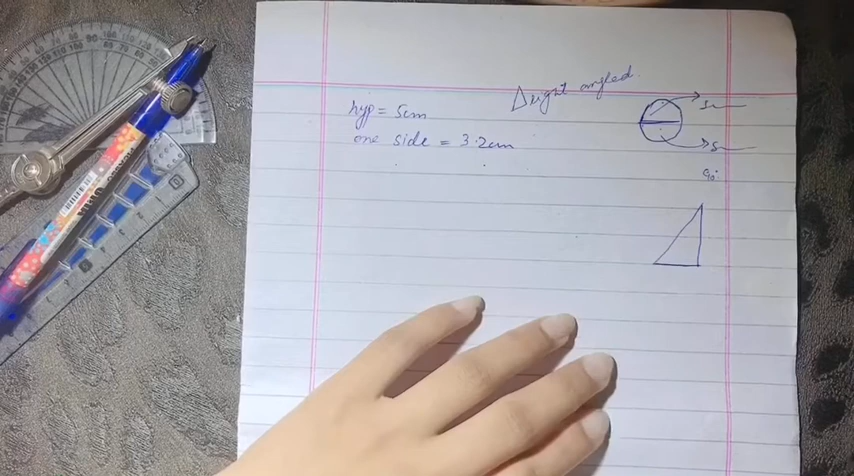 Δ right angled.
hyp = 5cm
one side = 3.2cm
90°